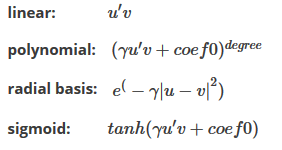 linear: u'v
polynomial: (γu'v + coef0)^degree
radial basis: e^( − γ|u − v|²)
sigmoid: tanh(γu'v + coef0)